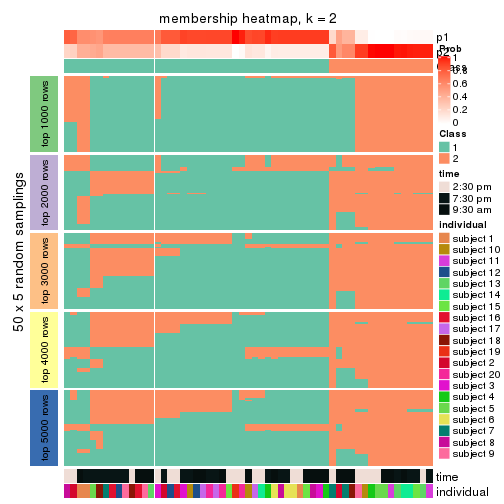 membership heatmap, k = 2
50 x 5 random samplings
top 1000 rows
top 2000 rows
top 3000 rows
top 4000 rows
top 5000 rows
p1
p2
Class
time
individual
Prob
1
0.8
0.6
0.4
0.2
0
Class
1
2
time
2:30 pm
7:30 pm
9:30 am
individual
subject 1
subject 10
subject 11
subject 12
subject 13
subject 14
subject 15
subject 16
subject 17
subject 18
subject 19
subject 2
subject 20
subject 3
subject 4
subject 5
subject 6
subject 7
subject 8
subject 9